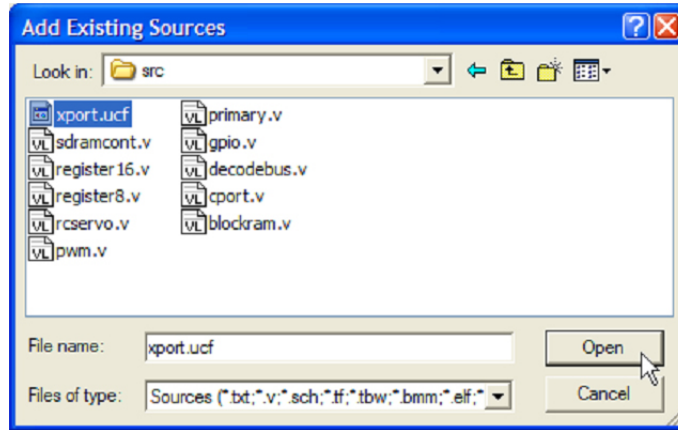 Add Existing Sources
Look in: src
xport.ucf primary.v
sdramcont.v gpio.v
register16.v decodebus.v
register8.v cport.v
rcservo.v blockram.v
pwm.v
File name: xport.ucf Open
Files of type: Sources (*.txt;*.v;*.sch;*.tf;*.tbw;*.bmm;*.elf;* Cancel